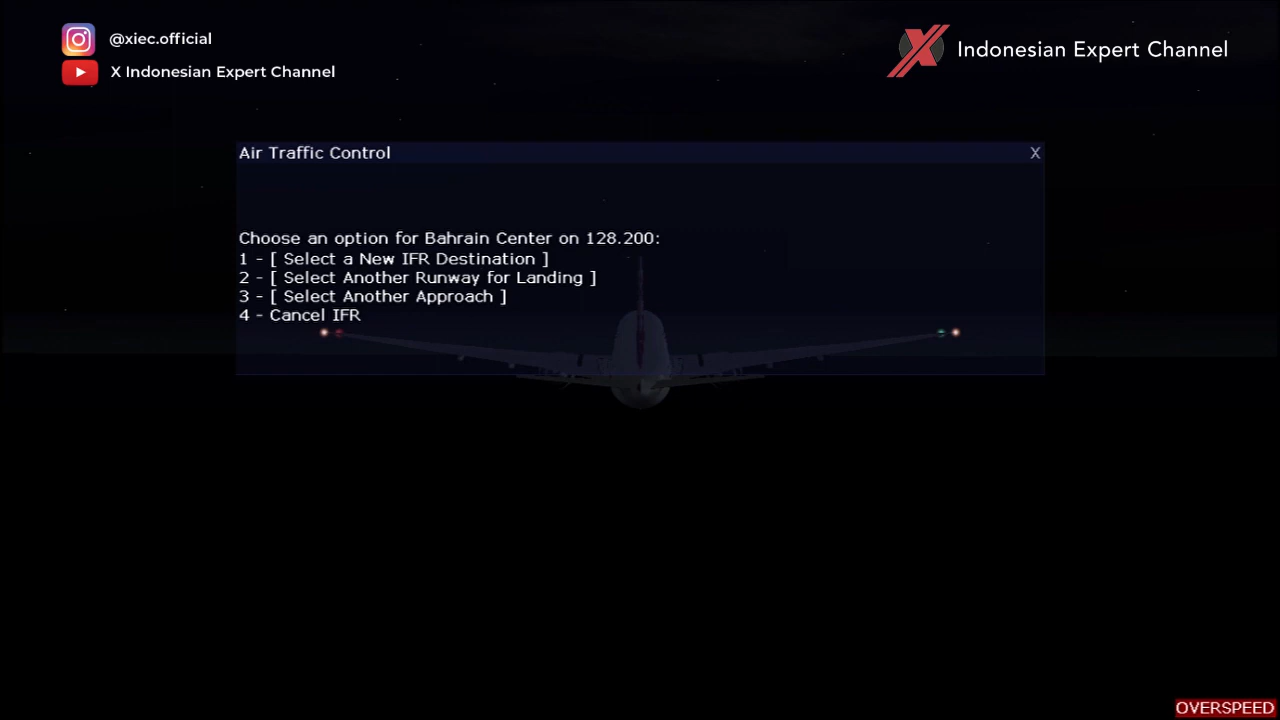 @xiec.official
X Indonesian Expert Channel
Indonesian Expert Channel
Air Traffic Control X
Choose an option for Bahrain Center on 128.200:
1 - [ Select a New IFR Destination ]
2 - [ Select Another Runway for Landing ]
3 - [ Select Another Approach ]
4 - Cancel IFR
OVERSPEED